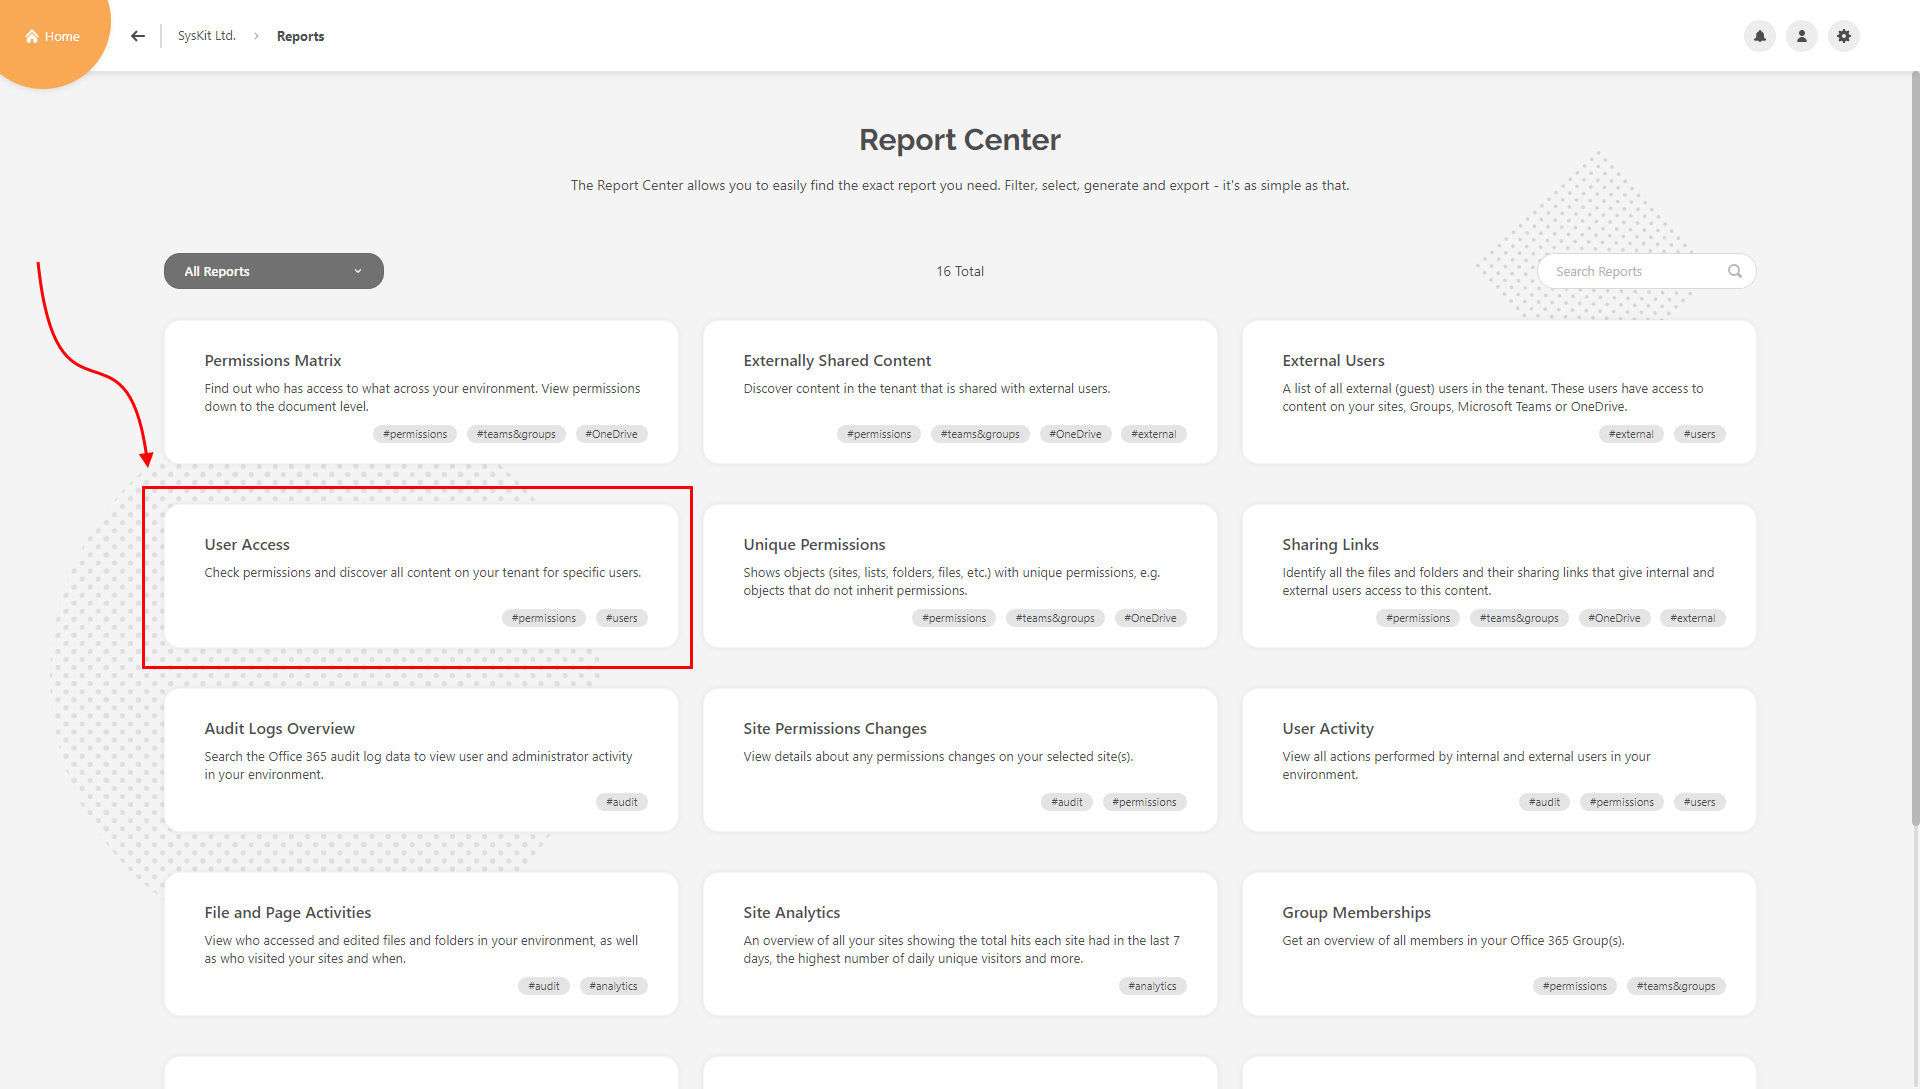 Home
SysKit Ltd.
Reports
Report Center
The Report Center allows you to easily find the exact report you need. Filter, select, generate and export - it's as simple as that.
All Reports
16 Total
Search Reports
Permissions Matrix
Find out who has access to what across your environment. View permissions
down to the document level.
#permissions #teams&groups #OneDrive
Externally Shared Content
Discover content in the tenant that is shared with external users.
#permissions #teams&groups #OneDrive #external
External Users
A list of all external (guest) users in the tenant. These users have access to
content on your sites, Groups, Microsoft Teams or OneDrive.
#external #users
User Access
Check permissions and discover all content on your tenant for specific users.
#permissions #users
Unique Permissions
Shows objects (sites, lists, folders, files, etc.) with unique permissions, e.g.
objects that do not inherit permissions.
#permissions #teams&groups #OneDrive
Sharing Links
Identify all the files and folders and their sharing links that give internal and
external users access to this content.
#permissions #teams&groups #OneDrive #external
Audit Logs Overview
Search the Office 365 audit log data to view user and administrator activity
in your environment.
#audit
Site Permissions Changes
View details about any permissions changes on your selected site(s).
#audit #permissions
User Activity
View all actions performed by internal and external users in your
environment.
#audit #permissions #users
File and Page Activities
View who accessed and edited files and folders in your environment, as well
as who visited your sites and when.
#audit #analytics
Site Analytics
An overview of all your sites showing the total hits each site had in the last 7
days, the highest number of daily unique visitors and more.
#analytics
Group Memberships
Get an overview of all members in your Office 365 Group(s).
#permissions #teams&groups